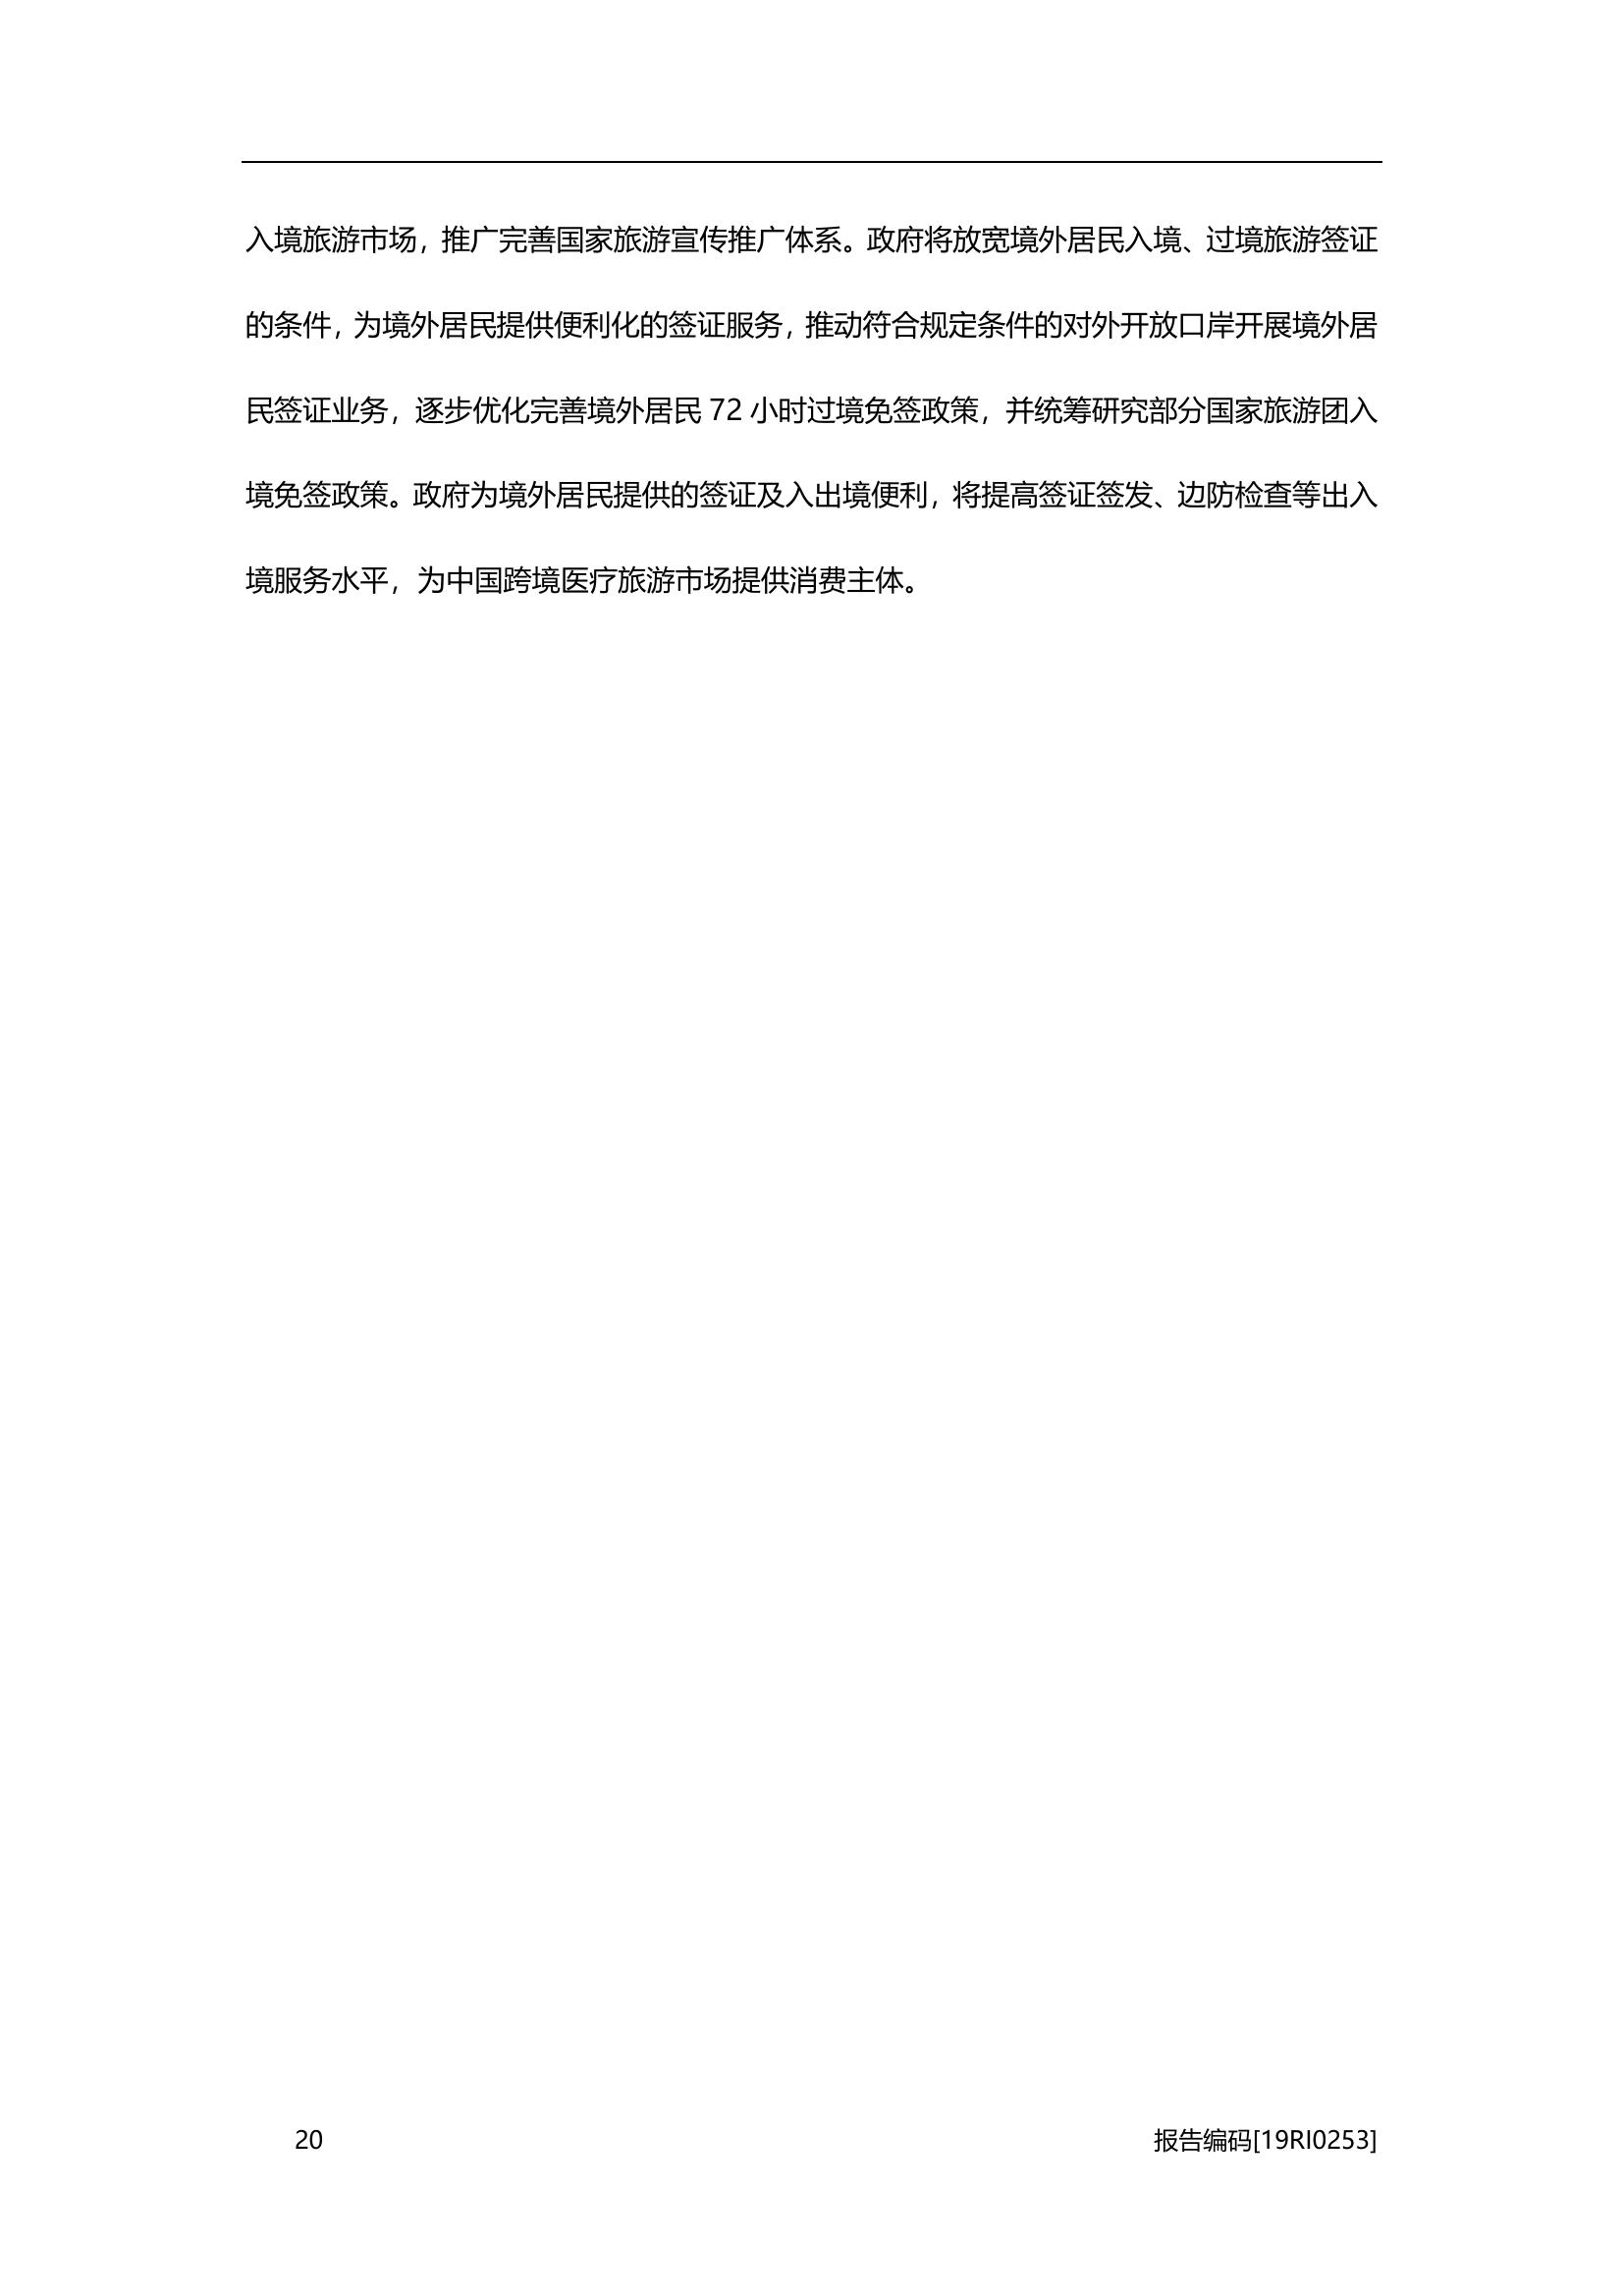 入境旅游市场，推广完善国家旅游宣传推广体系。政府将放宽境外居民入境、过境旅游签证
的条件，为境外居民提供便利化的签证服务，推动符合规定条件的对外开放口岸开展境外居
民签证业务，逐步优化完善境外居民 72 小时过境免签政策，并统筹研究部分国家旅游团入
境免签政策。政府为境外居民提供的签证及入出境便利，将提高签证签发、边防检查等出入
境服务水平，为中国跨境医疗旅游市场提供消费主体。
20 报告编码[19RI0253]